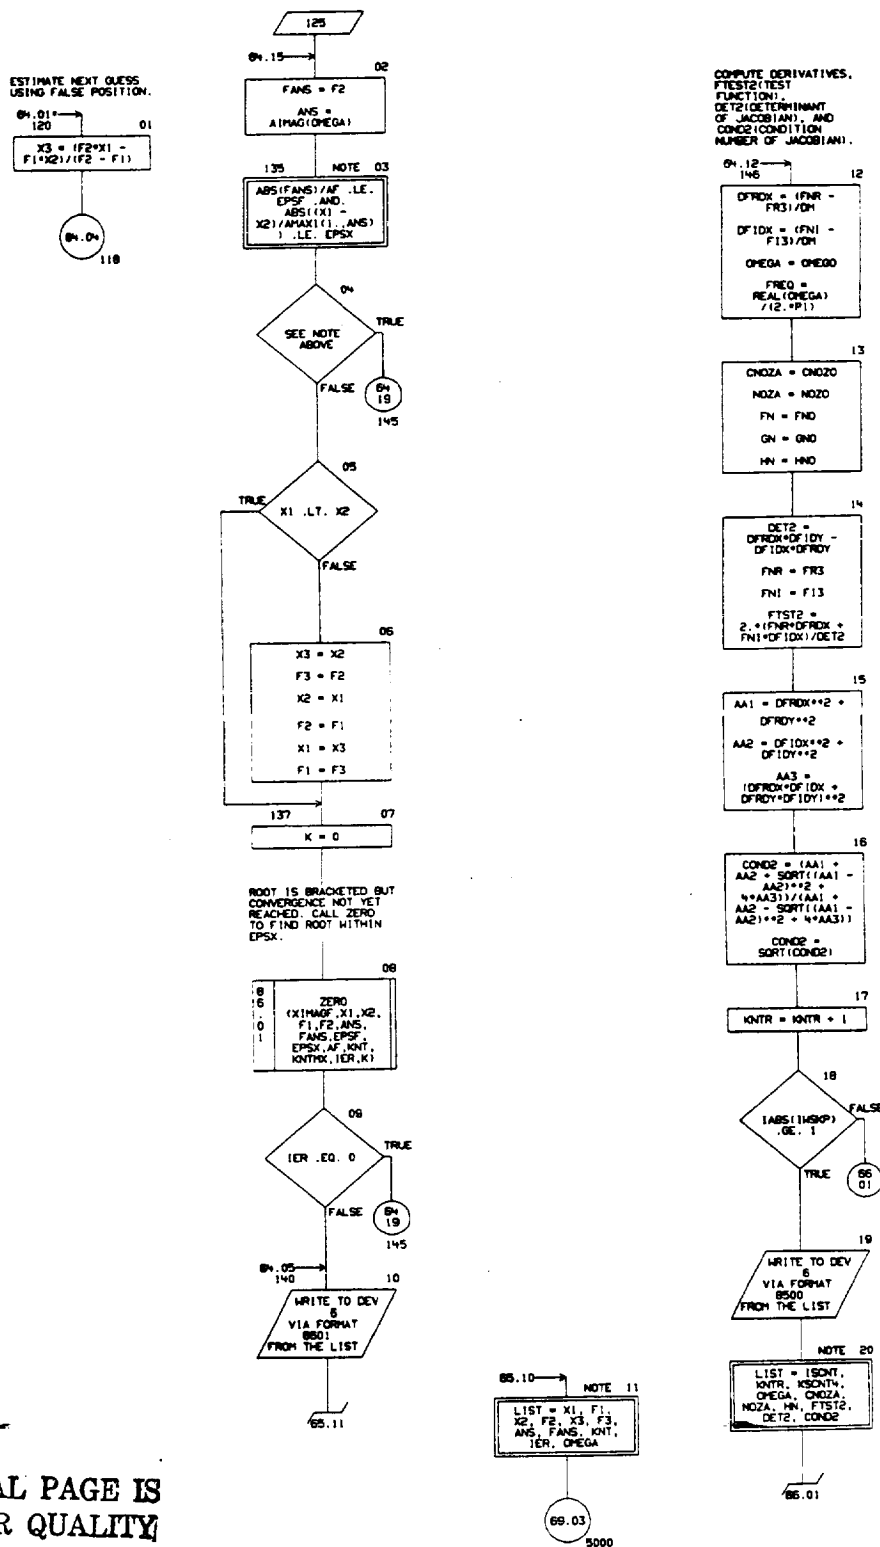 ESTIMATE NEXT GUESS
USING FALSE POSITION.
64.01*
120
01
X3 = (F2*X1 -
F1*X2)/(F2 - F1)
64.04
118
125
64.15
02
FANS = F2
ANS =
AIMAG(OMEGA)
135 NOTE 03
ABS(FANS)/AF .LE.
EPSF .AND.
ABS((X1 -
X2)/AMAX1(1.,ANS)
) .LE. EPSX
04
SEE NOTE
ABOVE
TRUE
FALSE
64
19
145
05
TRUE
X1 .LT. X2
FALSE
06
X3 = X2
F3 = F2
X2 = X1
F2 = F1
X1 = X3
F1 = F3
137 07
K = 0
ROOT IS BRACKETED BUT
CONVERGENCE NOT YET
REACHED. CALL ZERO
TO FIND ROOT WITHIN
EPSX.
08
ZERO
(XIMAGF,X1,X2,
F1,F2,ANS,
FANS,EPSF,
EPSX,AF,KNT,
KNTMX,IER,K)
09
IER .EQ. 0
TRUE
FALSE
64
19
145
64.05
140 10
WRITE TO DEV
6
VIA FORMAT
8601
FROM THE LIST
65.11
65.10
NOTE 11
LIST = X1, F1,
X2, F2, X3, F3,
ANS, FANS, KNT,
IER, OMEGA
69.03
5000
COMPUTE DERIVATIVES,
FTEST2(TEST
FUNCTION),
DET2(DETERMINANT
OF JACOBIAN), AND
COND2(CONDITION
NUMBER OF JACOBIAN).
64.12
146
12
DFRDX = (FNR -
FR3)/DM
DFIDX = (FNI -
FI3)/DM
OMEGA = OMEGO
FREQ =
REAL(OMEGA)
/(2.*PI)
13
CNOZA = CNOZO
NOZA = NOZO
FN = FNO
GN = GNO
HN = HNO
14
DET2 =
DFRDX*DFIDY -
DFIDX*DFRDY
FNR = FR3
FNI = FI3
FTST2 =
2.*(FNR*DFRDX +
FNI*DFIDX)/DET2
15
AA1 = DFRDX**2 +
DFRDY**2
AA2 = DFIDX**2 +
DFIDY**2
AA3 =
(DFRDX*DFIDX +
DFRDY*DFIDY)**2
16
COND2 = (AA1 +
AA2 + SQRT((AA1 -
AA2)**2 +
4*AA3))/(AA1 +
AA2 - SQRT((AA1 -
AA2)**2 + 4*AA3))
COND2 =
SQRT(COND2)
17
KNTR = KNTR + 1
18
IABS(IWSKP)
.GE. 1
FALSE
TRUE
66
01
19
WRITE TO DEV
6
VIA FORMAT
8500
FROM THE LIST
NOTE 20
LIST = ISCNT,
KNTR, KSCNT4,
OMEGA, CNOZA,
NOZA, HN, FTST2,
DET2, COND2
66.01
AL PAGE IS
R QUALITY